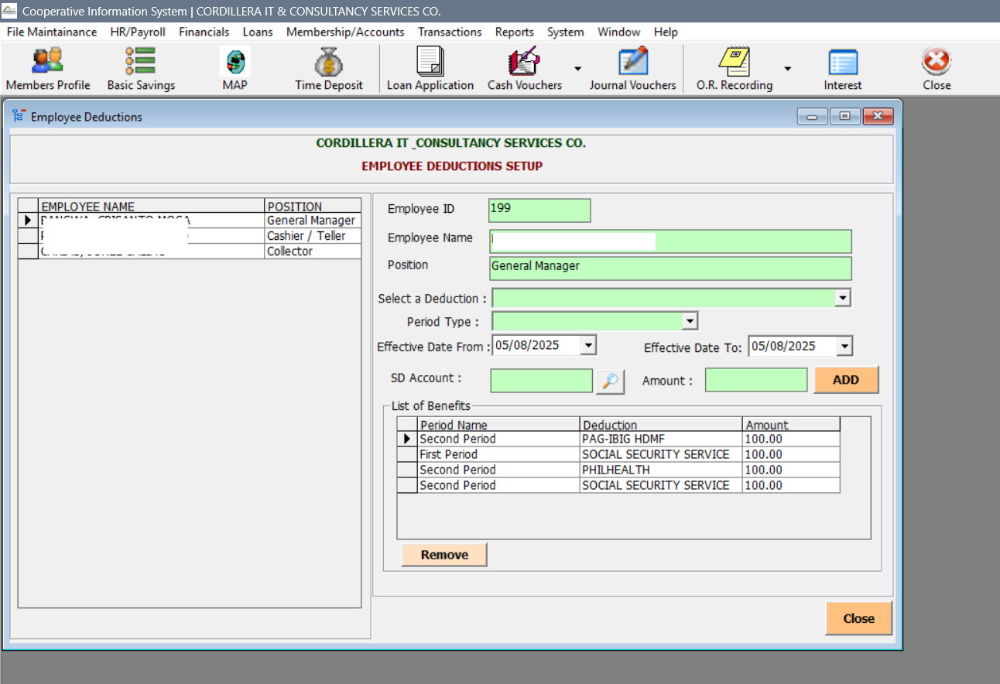 Cooperative Information System | CORDILLERA IT & CONSULTANCY SERVICES CO.
File Maintainance HR/Payroll Financials Loans Membership/Accounts Transactions Reports System Window Help
Members Profile Basic Savings MAP Time Deposit Loan Application Cash Vouchers Journal Vouchers O.R. Recording Interest Close
Employee Deductions
CORDILLERA IT _CONSULTANCY SERVICES CO.
EMPLOYEE DEDUCTIONS SETUP
EMPLOYEE NAME POSITION
General Manager
Cashier / Teller
Collector
Employee ID 199
Employee Name
Position General Manager
Select a Deduction :
Period Type :
Effective Date From : 05/08/2025 Effective Date To: 05/08/2025
SD Account : Amount : ADD
List of Benefits
Period Name Deduction Amount
Second Period PAG-IBIG HDMF 100.00
First Period SOCIAL SECURITY SERVICE 100.00
Second Period PHILHEALTH 100.00
Second Period SOCIAL SECURITY SERVICE 100.00
Remove
Close